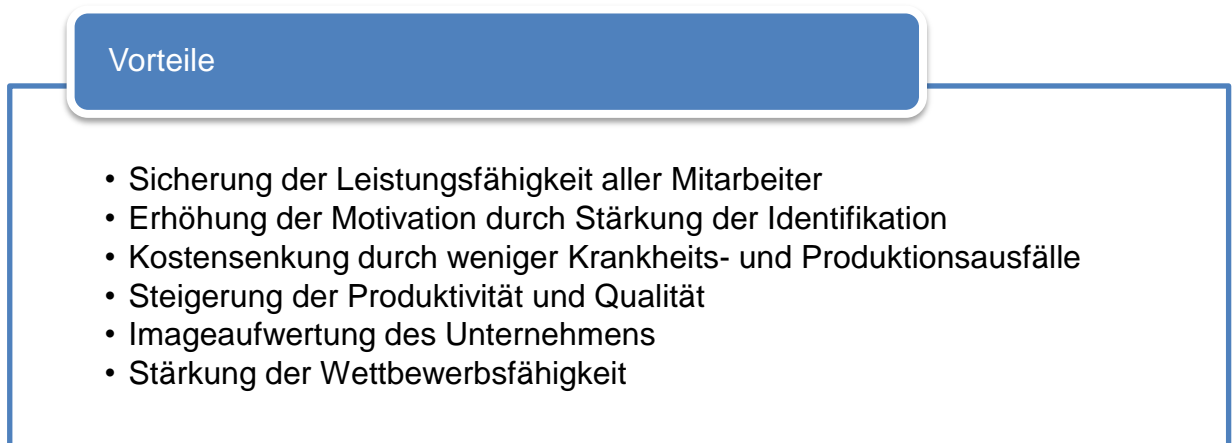 Vorteile
• Sicherung der Leistungsfähigkeit aller Mitarbeiter
• Erhöhung der Motivation durch Stärkung der Identifikation
• Kostensenkung durch weniger Krankheits- und Produktionsausfälle
• Steigerung der Produktivität und Qualität
• Imageaufwertung des Unternehmens
• Stärkung der Wettbewerbsfähigkeit